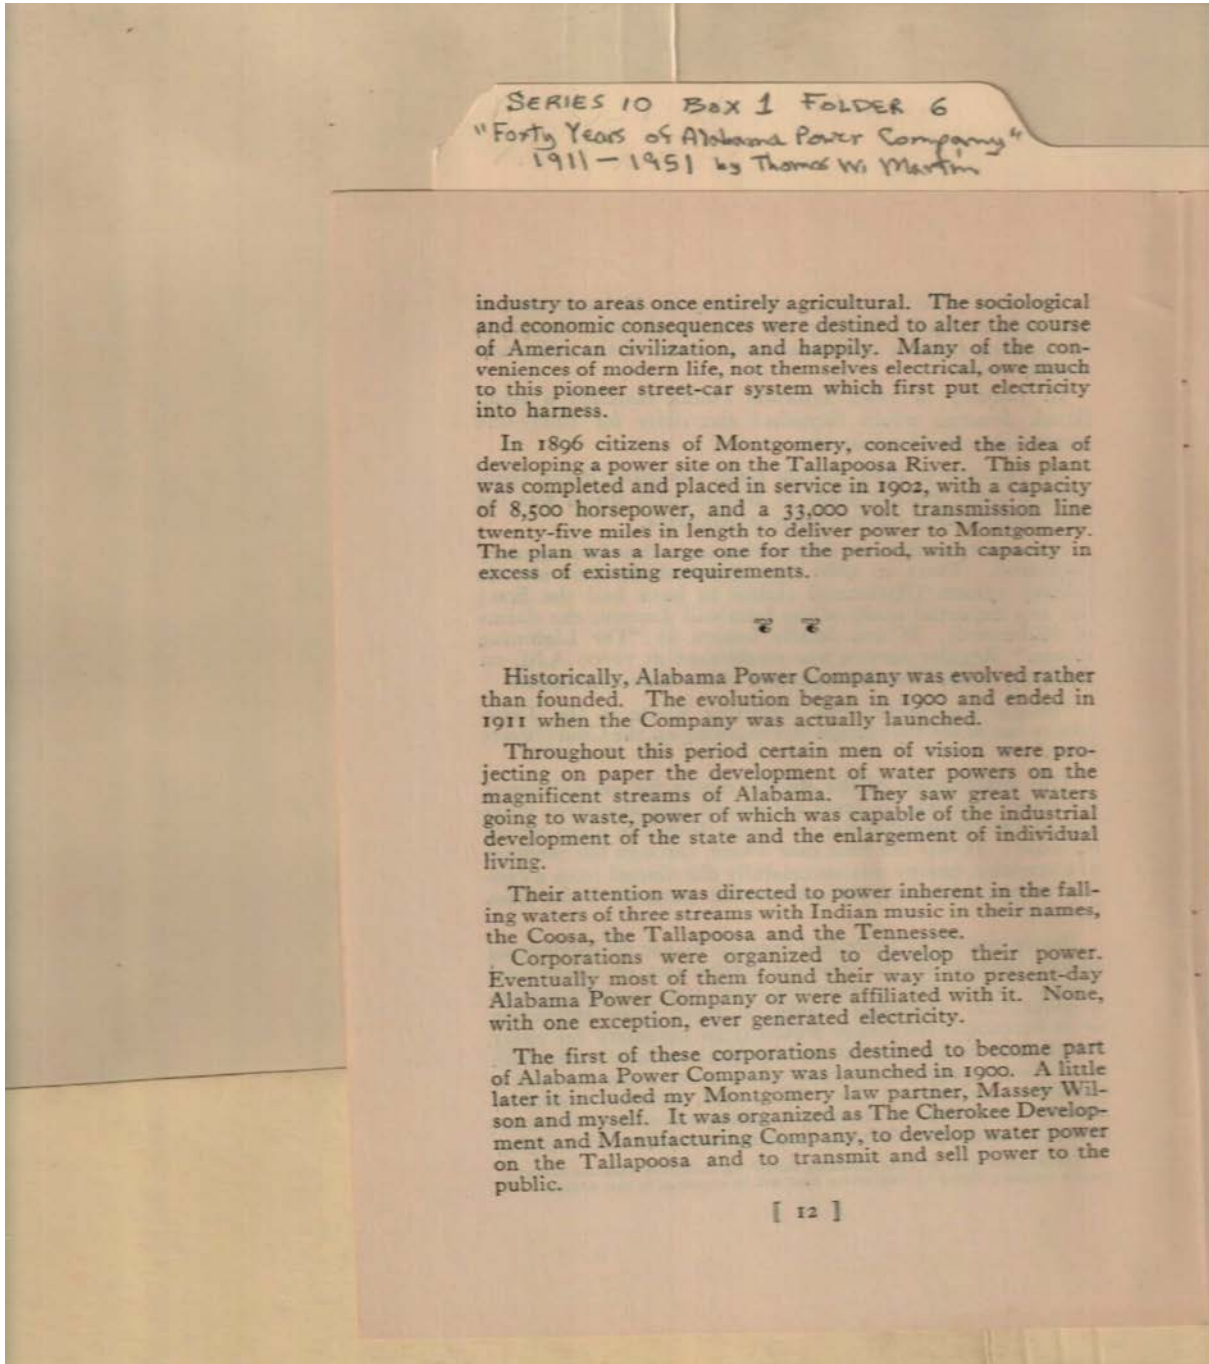 SERIES 10 BOX 1 FOLDER 6
"Forty Years of Alabama Power Company"
1911-1951 by Thomas W. Martin
industry to areas once entirely agricultural. The sociological
and economic consequences were destined to alter the course
of American civilization, and happily. Many of the con-
veniences of modern life, not themselves electrical, owe much
to this pioneer street-car system which first put electricity
into harness.
In 1896 citizens of Montgomery, conceived the idea of
developing a power site on the Tallapoosa River. This plant
was completed and placed in service in 1902, with a capacity
of 8,500 horsepower, and a 33,000 volt transmission line
twenty-five miles in length to deliver power to Montgomery.
The plan was a large one for the period, with capacity in
excess of existing requirements.
Historically, Alabama Power Company was evolved rather
than founded. The evolution began in 1900 and ended in
1911 when the Company was actually launched.
Throughout this period certain men of vision were pro-
jecting on paper the development of water powers on the
magnificent streams of Alabama. They saw great waters
going to waste, power of which was capable of the industrial
development of the state and the enlargement of individual
living.
Their attention was directed to power inherent in the fall-
ing waters of three streams with Indian music in their names,
the Coosa, the Tallapoosa and the Tennessee.
Corporations were organized to develop their power.
Eventually most of them found their way into present-day
Alabama Power Company or were affiliated with it. None,
with one exception, ever generated electricity.
The first of these corporations destined to become part
of Alabama Power Company was launched in 1900. A little
later it included my Montgomery law partner, Massey Wil-
son and myself. It was organized as The Cherokee Develop-
ment and Manufacturing Company, to develop water power
on the Tallapoosa and to transmit and sell power to the
public.
[ 12 ]